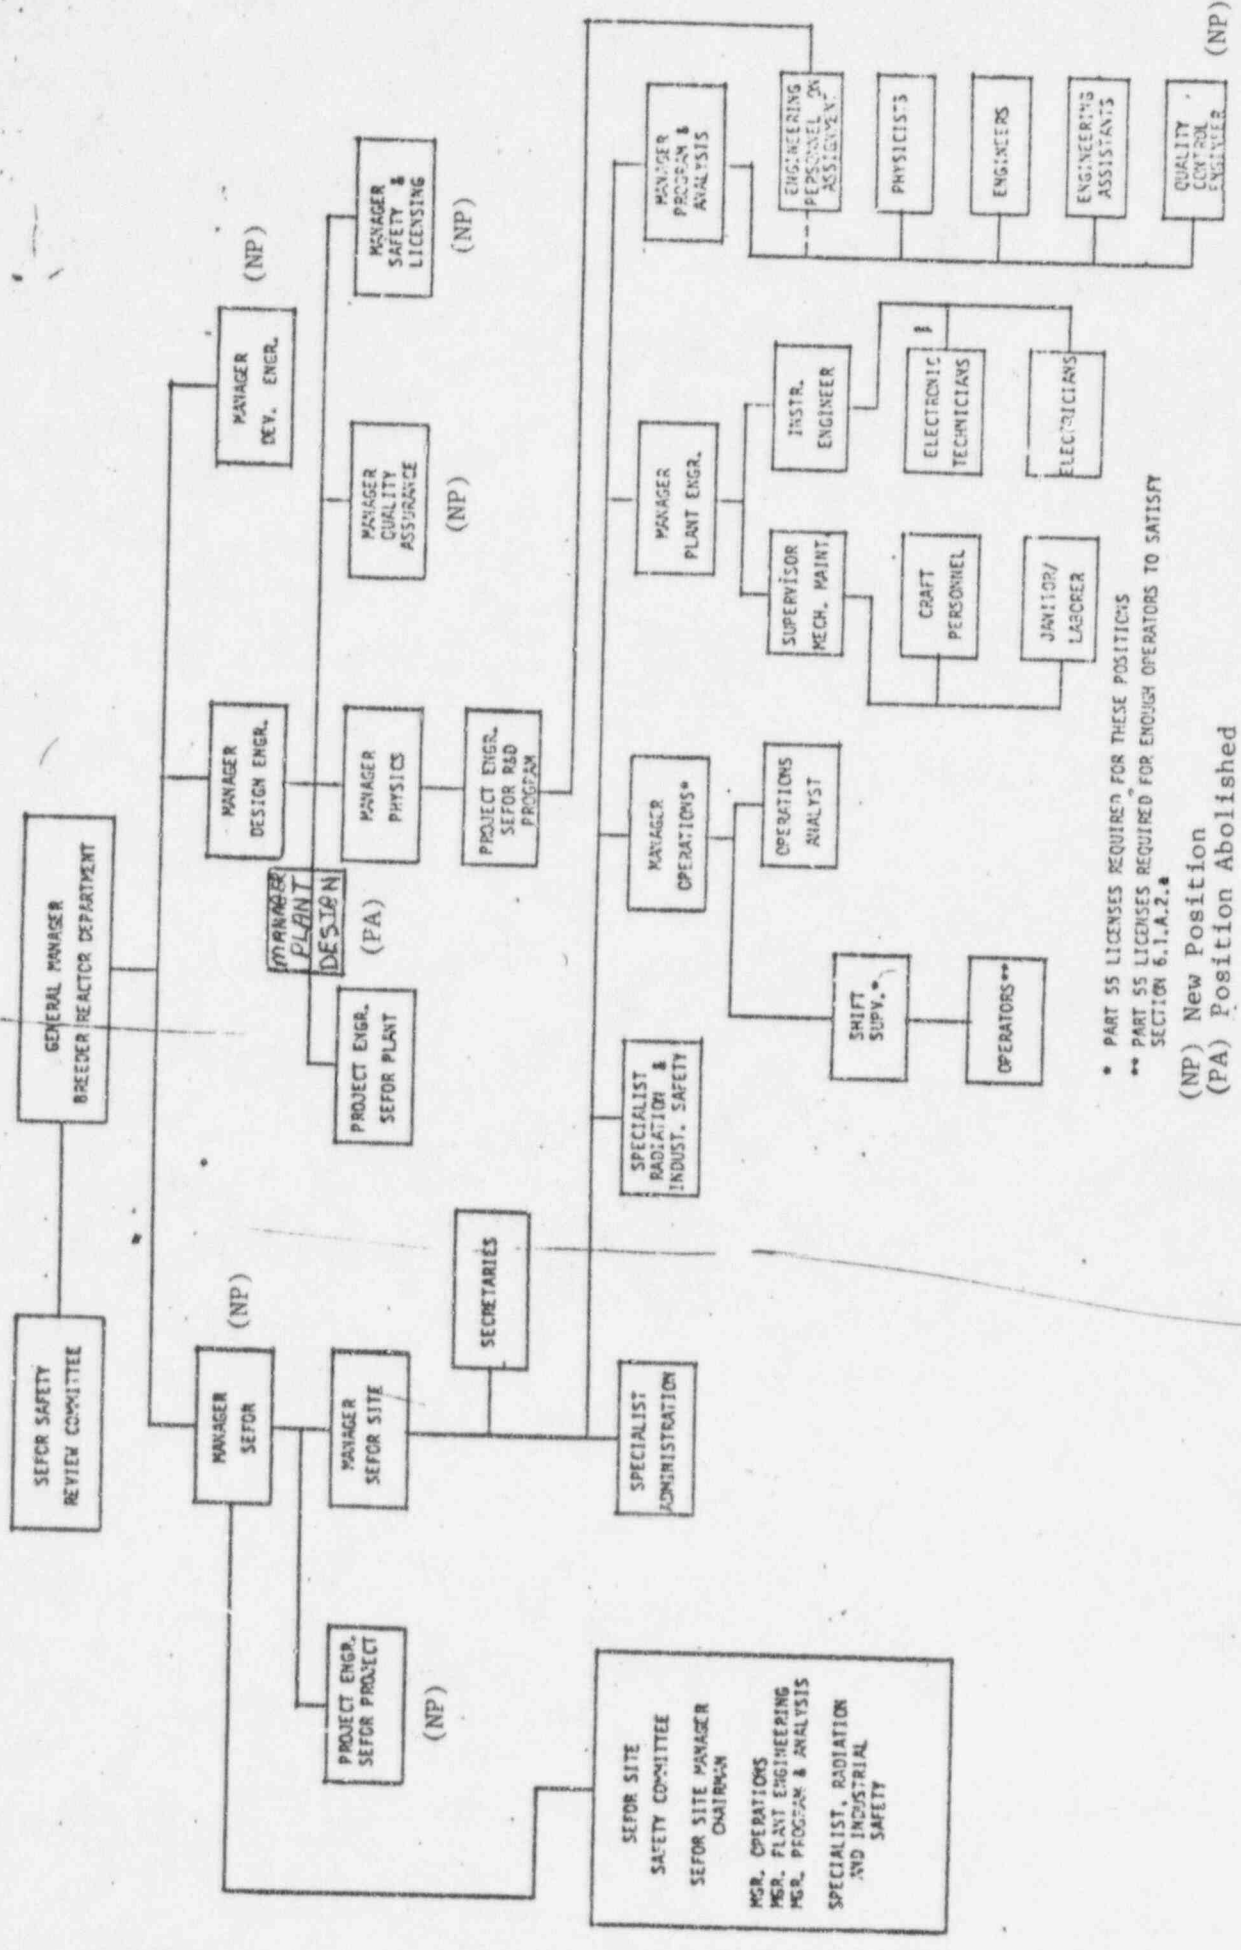 SEFOR SAFETY
REVIEW COMMITTEE
GENERAL MANAGER
BREEDER REACTOR DEPARTMENT
MANAGER
SEFOR
(NP)
MANAGER
DESIGN ENGR.
MANAGER
DEV. ENGR.
(NP)
PROJECT ENGR.
SEFOR PROJECT
(NP)
MANAGER
SEFOR SITE
PROJECT ENGR.
SEFOR PLANT
MANAGER
PLANT
DESIGN
(PA)
MANAGER
PHYSICS
MANAGER
QUALITY
ASSURANCE
(NP)
MANAGER
SAFETY &
LICENSING
(NP)
SECRETARIES
PROJECT ENGR.
SEFOR R&D
PROGRAM
SEFOR SITE
SAFETY COMMITTEE
SEFOR SITE MANAGER
CHAIRMAN
MGR. OPERATIONS
MGR. PLANT ENGINEERING
MGR. PROGRAM & ANALYSIS
SPECIALIST, RADIATION
AND INDUSTRIAL
SAFETY
SPECIALIST
ADMINISTRATION
SPECIALIST
RADIATION &
INDUST. SAFETY
MANAGER
OPERATIONS*
MANAGER
PLANT ENGR.
MANAGER
PROGRAM &
ANALYSIS
SHIFT
SUPV.*
OPERATIONS
ANALYST
OPERATORS**
SUPERVISOR
MECH. MAINT.
INSTR.
ENGINEER
CRAFT
PERSONNEL
ELECTRONIC
TECHNICIANS
JANITOR/
LABORER
ELECTRICIANS
ENGINEERING
PERSONNEL ON
ASSIGNMENT
PHYSICISTS
ENGINEERS
ENGINEERING
ASSISTANTS
QUALITY
CONTROL
ENGINEER
(NP)
* PART 55 LICENSES REQUIRED FOR THESE POSITIONS
** PART 55 LICENSES REQUIRED FOR ENOUGH OPERATORS TO SATISFY
SECTION 6.1.A.2.a
(NP) New Position
(PA) Position Abolished